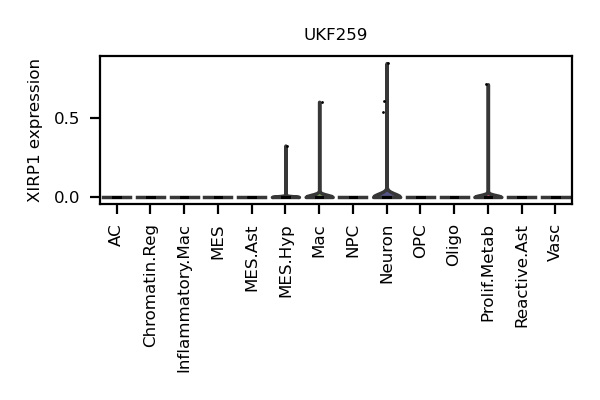 UKF259
XIRP1 expression
0.5
0.0
AC
Chromatin.Reg
Inflammatory.Mac
MES
MES.Ast
MES.Hyp
Mac
NPC
Neuron
OPC
Oligo
Prolif.Metab
Reactive.Ast
Vasc